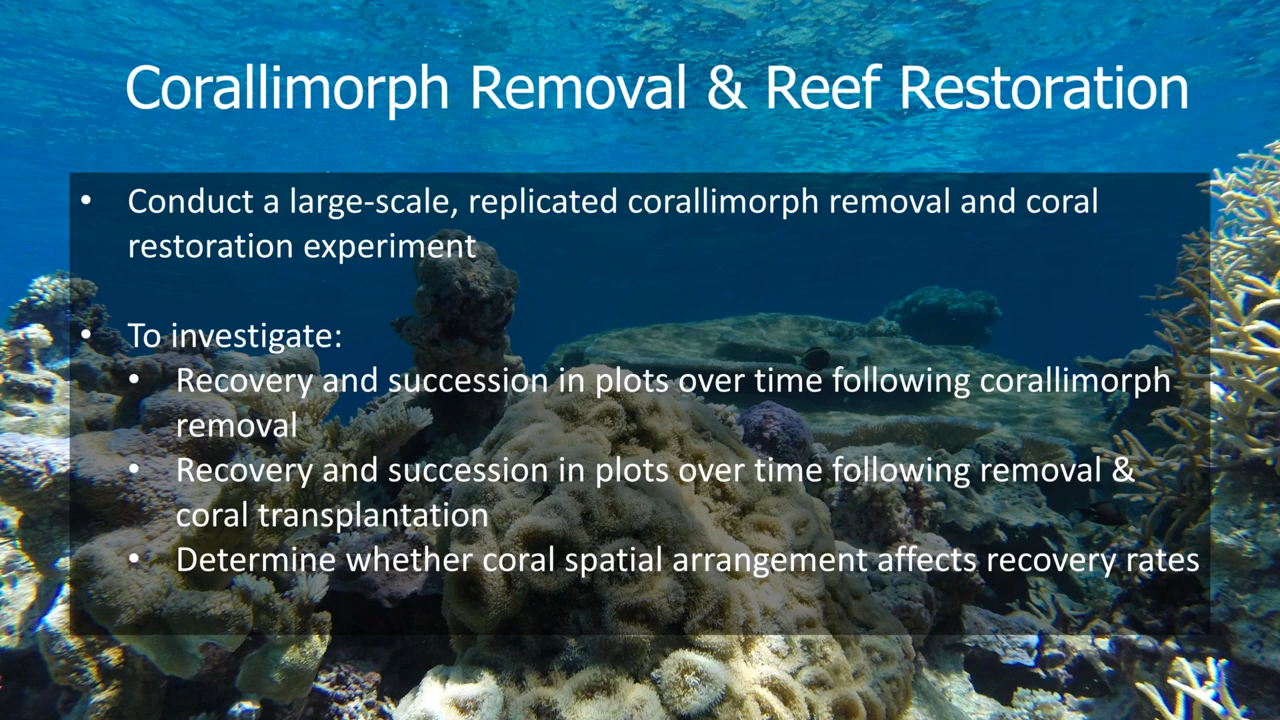 Corallimorph Removal & Reef Restoration
• Conduct a large-scale, replicated corallimorph removal and coral
restoration experiment
• To investigate:
• Recovery and succession in plots over time following corallimorph
removal
• Recovery and succession in plots over time following removal &
coral transplantation
• Determine whether coral spatial arrangement affects recovery rates